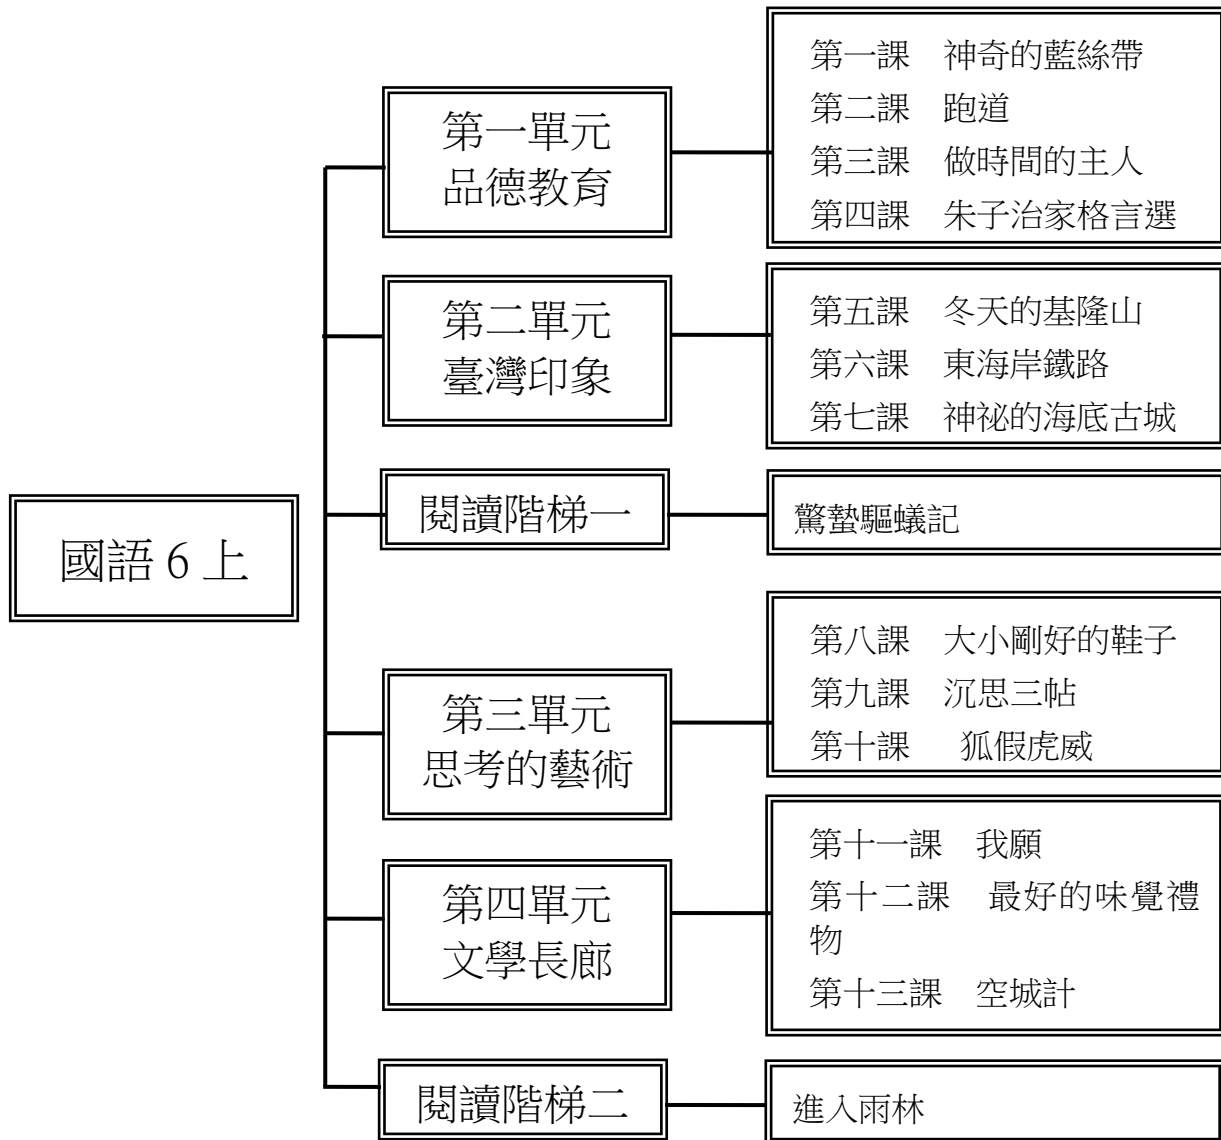 國語 6 上
第一單元
品德教育
第一課　神奇的藍絲帶
第二課　跑道
第三課　做時間的主人
第四課　朱子治家格言選
第二單元
臺灣印象
第五課　冬天的基隆山
第六課　東海岸鐵路
第七課　神祕的海底古城
閱讀階梯一
驚蟄驅蟻記
第三單元
思考的藝術
第八課　大小剛好的鞋子
第九課　沉思三帖
第十課　狐假虎威
第四單元
文學長廊
第十一課　我願
第十二課　最好的味覺禮
物
第十三課　空城計
閱讀階梯二
進入雨林